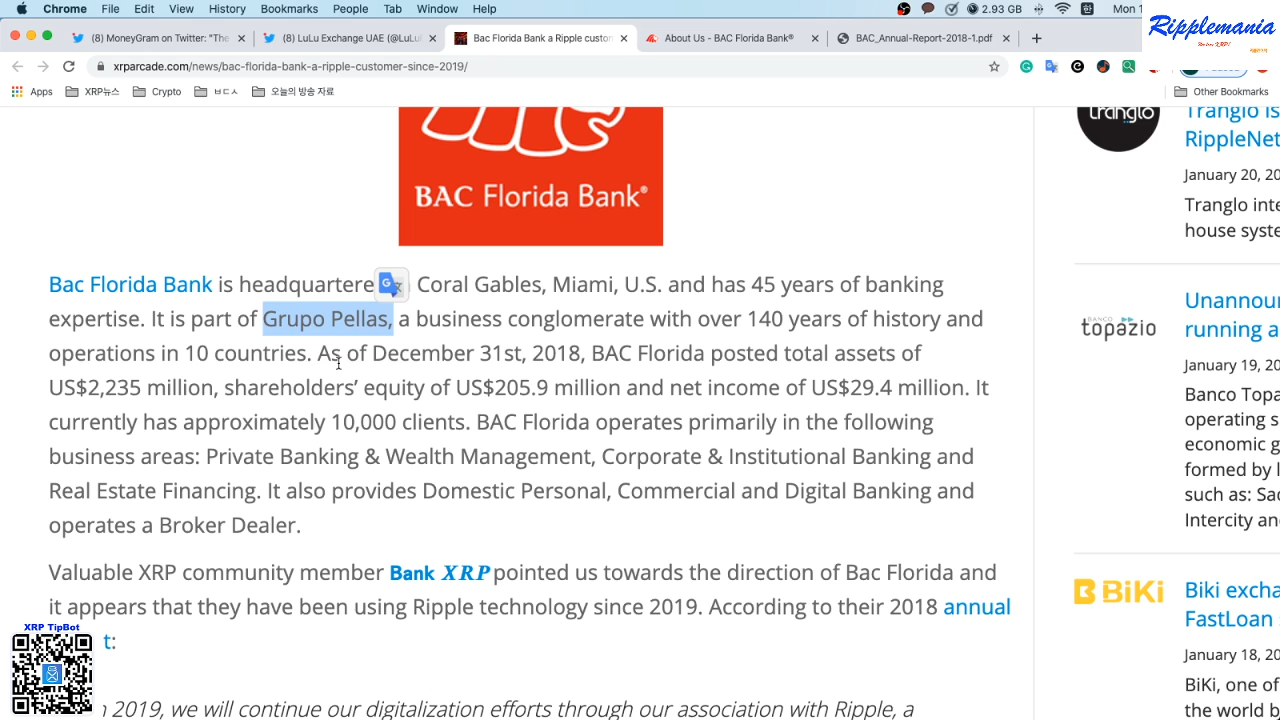 Chrome File Edit View History Bookmarks People Tab Window Help 2.93 GB Mon 1
(8) MoneyGram on Twitter: "The
(8) LuLu Exchange UAE (@LuLu
Bac Florida Bank a Ripple custom
About Us - BAC Florida Bank®
BAC_Annual-Report-2018-1.pdf
Ripplemania
xrparcade.com/news/bac-florida-bank-a-ripple-customer-since-2019/
Apps XRP뉴스 Crypto ㅂㄷㅅ 오늘의 방송 자료 Other Bookmarks
BAC Florida Bank®
Bac Florida Bank is headquartere Coral Gables, Miami, U.S. and has 45 years of banking
expertise. It is part of Grupo Pellas, a business conglomerate with over 140 years of history and
operations in 10 countries. As of December 31st, 2018, BAC Florida posted total assets of
US$2,235 million, shareholders’ equity of US$205.9 million and net income of US$29.4 million. It
currently has approximately 10,000 clients. BAC Florida operates primarily in the following
business areas: Private Banking & Wealth Management, Corporate & Institutional Banking and
Real Estate Financing. It also provides Domestic Personal, Commercial and Digital Banking and
operates a Broker Dealer.
Valuable XRP community member Bank XRP pointed us towards the direction of Bac Florida and
it appears that they have been using Ripple technology since 2019. According to their 2018 annual
t:
n 2019, we will continue our digitalization efforts through our association with Ripple, a
XRP TipBot
tranglo
Tranglo is
RippleNet
January 20, 20
Tranglo inte
house syste
BANCO
topazio
Unannour
running a
January 19, 20
Banco Topa
operating s
economic g
formed by l
such as: Sac
Intercity an
BiKi
Biki excha
FastLoan
January 18, 20
BiKi, one of
the world b